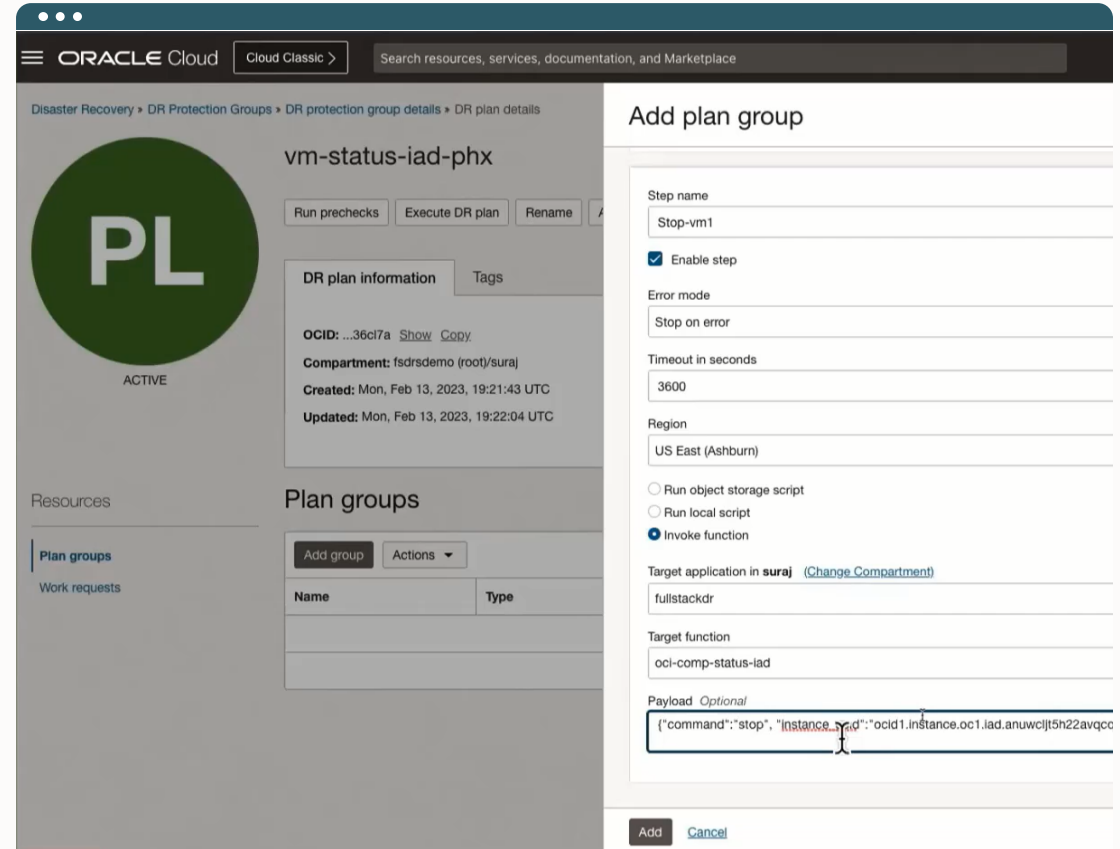 ORACLE Cloud
Cloud Classic >
Search resources, services, documentation, and Marketplace
Disaster Recovery » DR Protection Groups » DR protection group details » DR plan details
PL
ACTIVE
vm-status-iad-phx
Run prechecks Execute DR plan Rename
DR plan information Tags
OCID: ...36cl7a Show Copy
Compartment: fsdrsdemo (root)/suraj
Created: Mon, Feb 13, 2023, 19:21:43 UTC
Updated: Mon, Feb 13, 2023, 19:22:04 UTC
Resources
Plan groups
Work requests
Plan groups
Add group Actions
Name Type
Add plan group
Step name
Stop-vm1
Enable step
Error mode
Stop on error
Timeout in seconds
3600
Region
US East (Ashburn)
Run object storage script
Run local script
Invoke function
Target application in suraj (Change Compartment)
fullstackdr
Target function
oci-comp-status-iad
Payload Optional
{"command":"stop",
Add Cancel